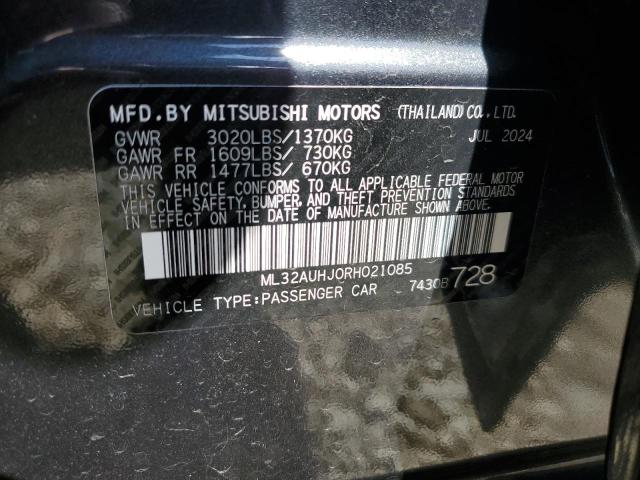 MFD.BY MITSUBISHI MOTORS (THAILAND)CO.,LTD.
GVWR 3020LBS/1370KG JUL 2024
GAWR FR 1609LBS/ 730KG
GAWR RR 1477LBS/ 670KG
THIS VEHICLE CONFORMS TO ALL APPLICABLE FEDERAL MOTOR
VEHICLE SAFETY, BUMPER, AND THEFT PREVENTION STANDARDS
IN EFFECT ON THE DATE OF MANUFACTURE SHOWN ABOVE.
ML32AUHJ0RH021085
VEHICLE TYPE:PASSENGER CAR 7430B 728